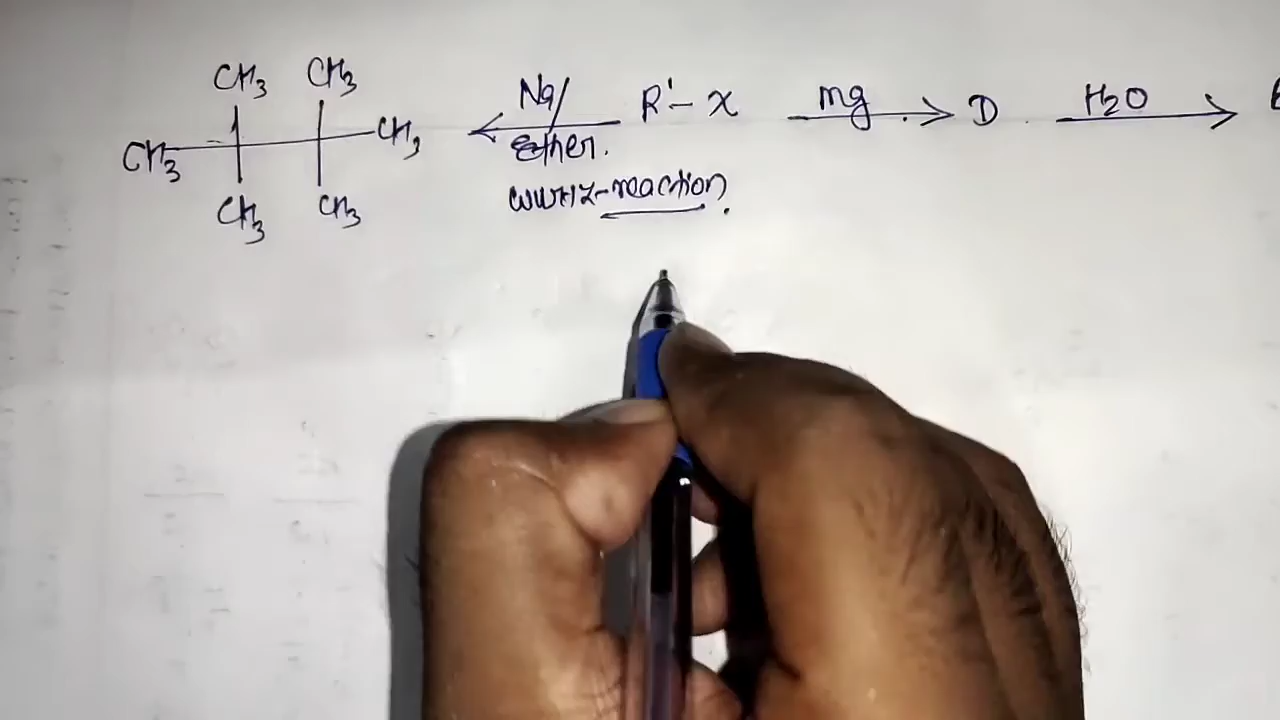 CH3 CH3
CH3 CH3
CH3 CH3
Na/ R'-X Mg D H2O
Ether.
wurtz-reaction.